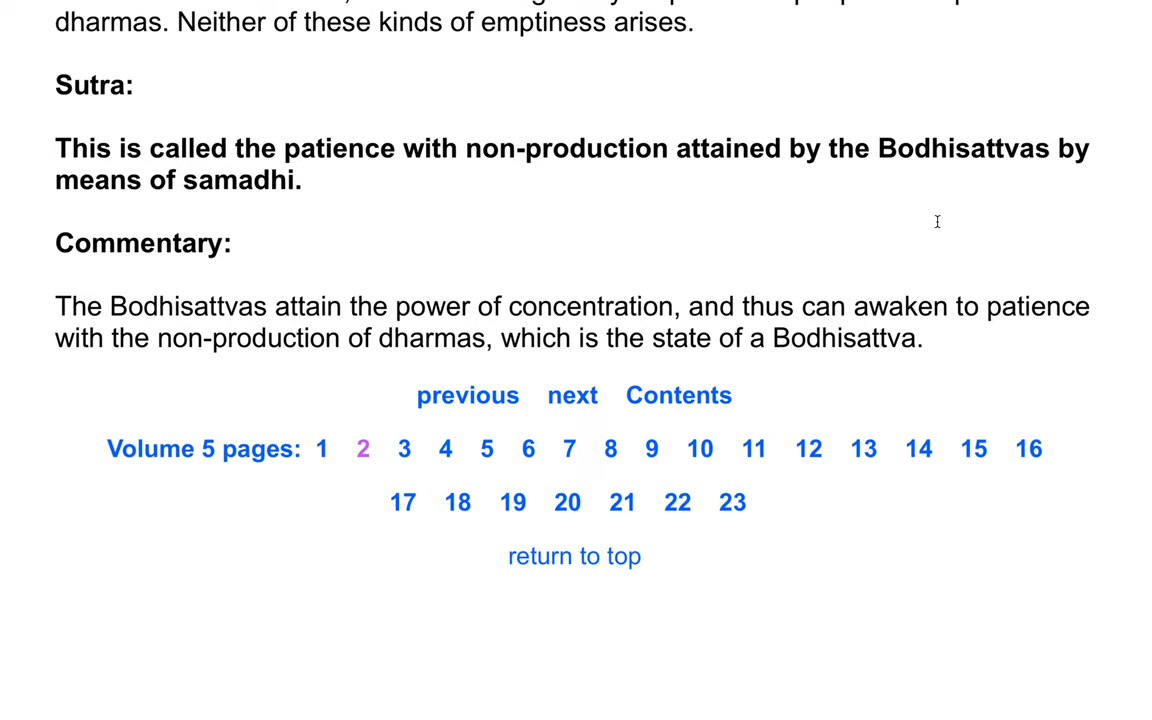 dharmas. Neither of these kinds of emptiness arises.
Sutra:
This is called the patience with non-production attained by the Bodhisattvas by
means of samadhi.
Commentary:
The Bodhisattvas attain the power of concentration, and thus can awaken to patience
with the non-production of dharmas, which is the state of a Bodhisattva.
previous next Contents
Volume 5 pages: 1 2 3 4 5 6 7 8 9 10 11 12 13 14 15 16
17 18 19 20 21 22 23
return to top